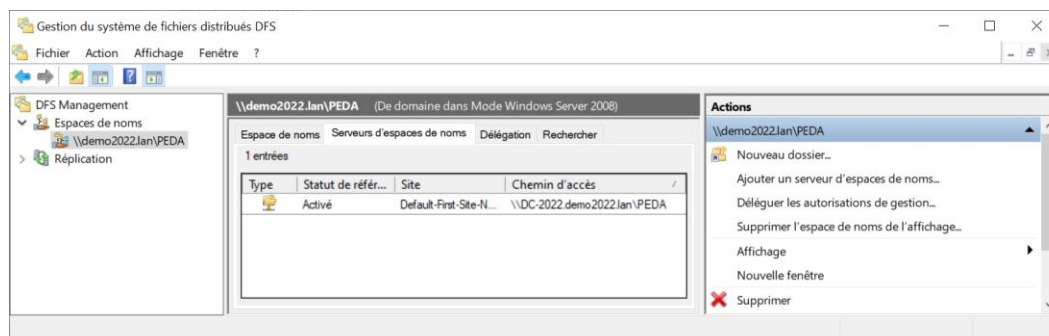 Gestion du système de fichiers distribués DFS
Fichier Action Affichage Fenêtre ?
DFS Management
Espaces de noms
\\demo2022.lan\PEDA
Réplication
\\demo2022.lan\PEDA (De domaine dans Mode Windows Server 2008)
Espace de noms Serveurs d'espaces de noms Délégation Rechercher
1 entrées
Type Statut de référ... Site Chemin d'accès
Activé Default-First-Site-N... \\DC-2022.demo2022.lan\PEDA
Actions
\\demo2022.lan\PEDA
Nouveau dossier...
Ajouter un serveur d'espaces de noms...
Déléguer les autorisations de gestion...
Supprimer l'espace de noms de l'affichage...
Affichage
Nouvelle fenêtre
Supprimer